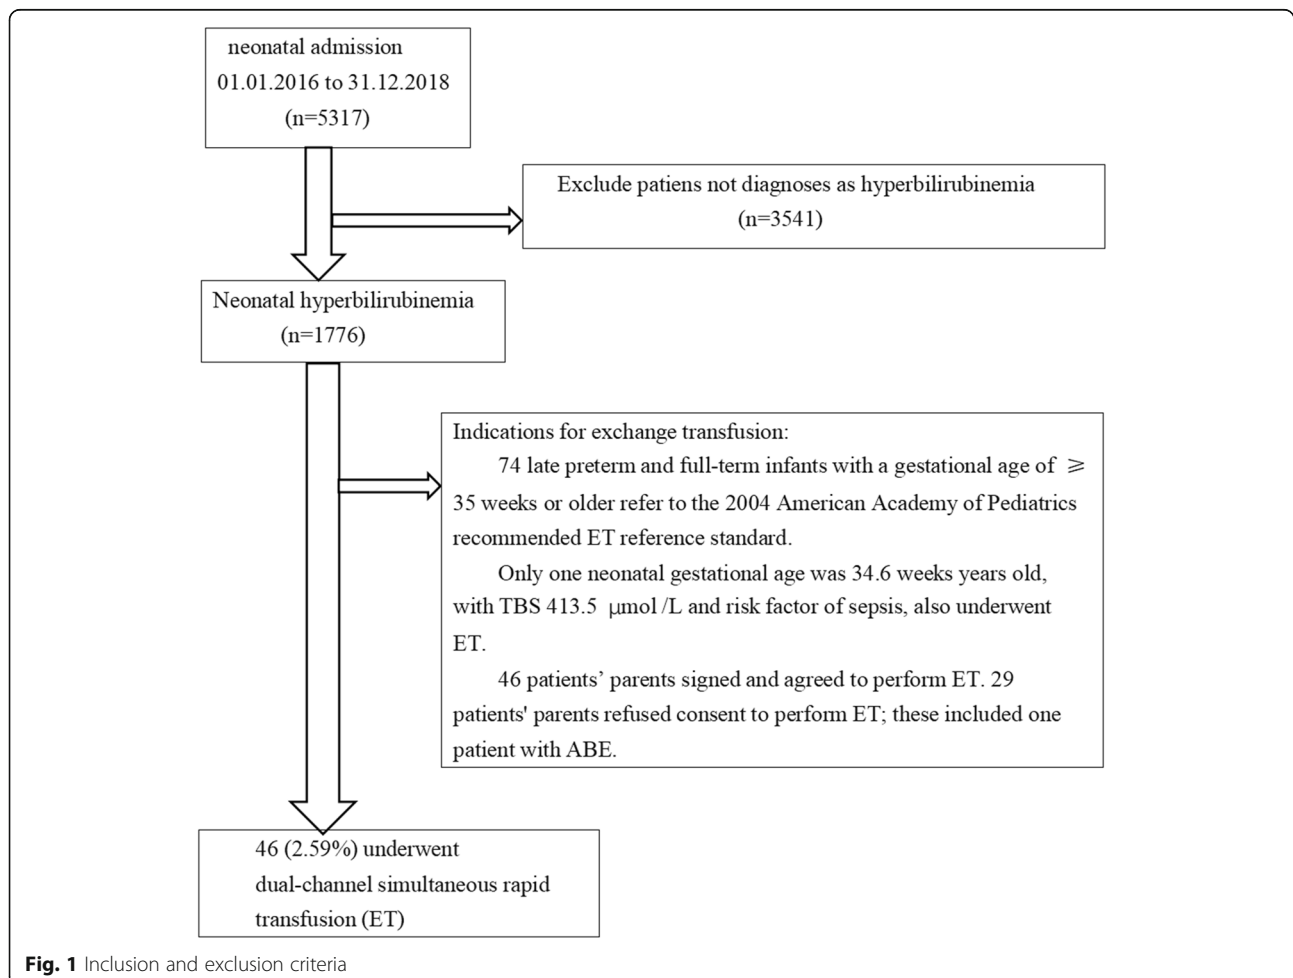 neonatal admission
01.01.2016 to 31.12.2018
(n=5317)
Exclude patiens not diagnoses as hyperbilirubinemia
(n=3541)
Neonatal hyperbilirubinemia
(n=1776)
Indications for exchange transfusion:
74 late preterm and full-term infants with a gestational age of ⩾
35 weeks or older refer to the 2004 American Academy of Pediatrics
recommended ET reference standard.
Only one neonatal gestational age was 34.6 weeks years old,
with TBS 413.5 μmol /L and risk factor of sepsis, also underwent
ET.
46 patients’ parents signed and agreed to perform ET. 29
patients' parents refused consent to perform ET; these included one
patient with ABE.
46 (2.59%) underwent
dual-channel simultaneous rapid
transfusion (ET)
Fig. 1 Inclusion and exclusion criteria